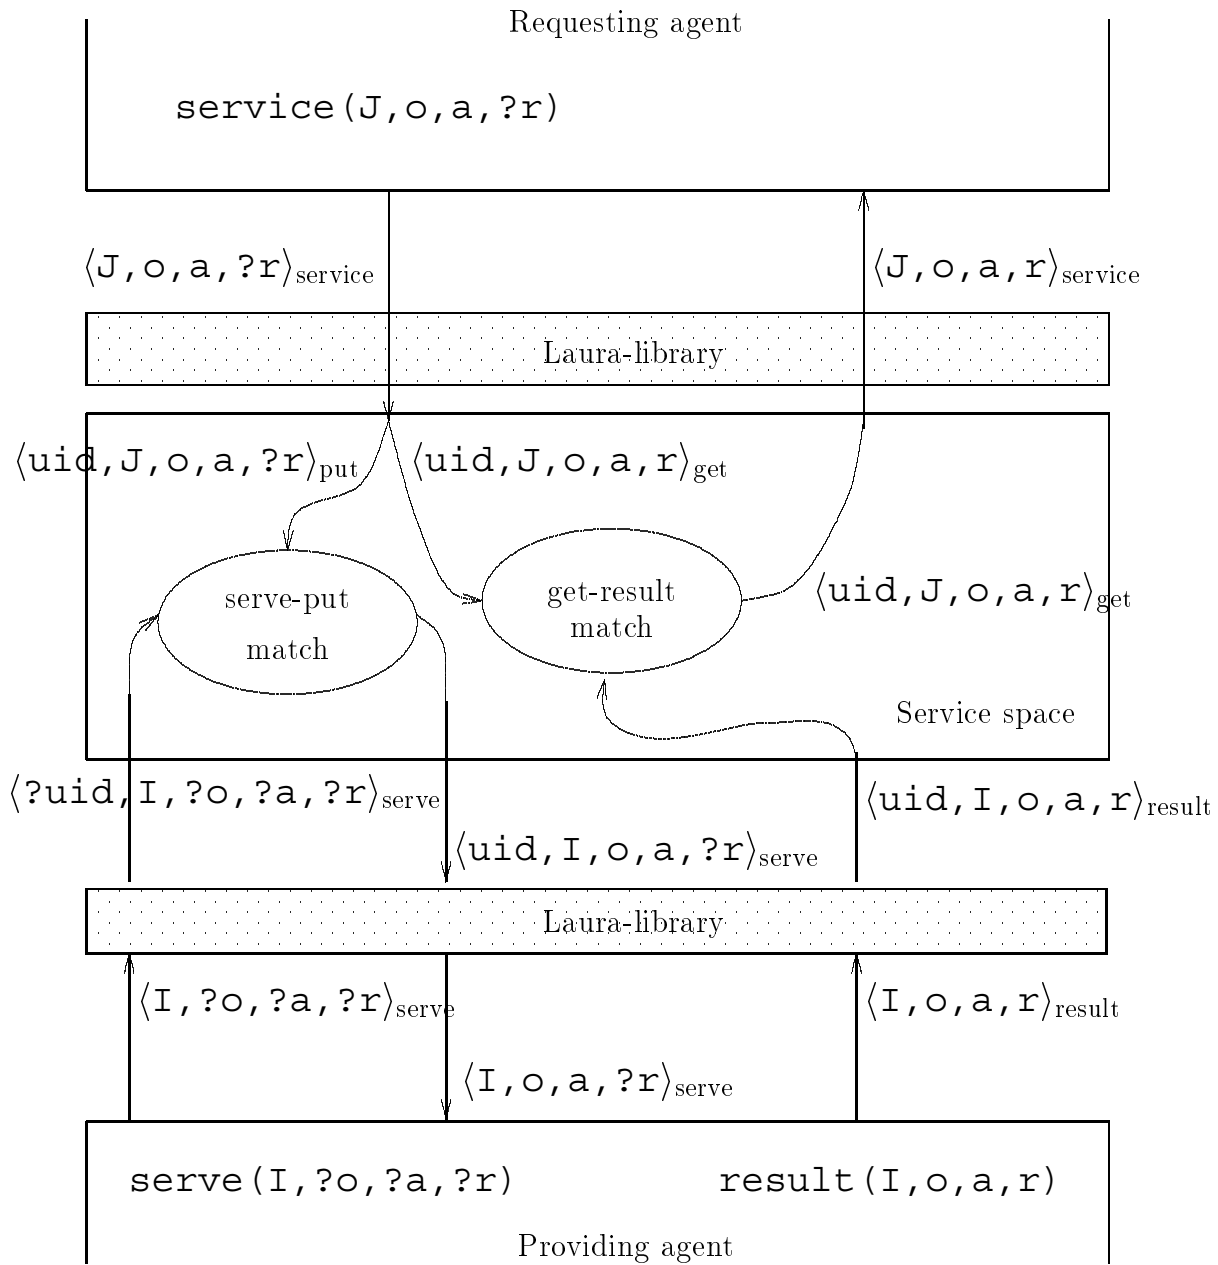 Requesting agent
service(J,o,a,?r)
⟨J,o,a,?r⟩service
⟨J,o,a,r⟩service
Laura-library
⟨uid,J,o,a,?r⟩put
⟨uid,J,o,a,r⟩get
serve-put
match
get-result
match
⟨uid,J,o,a,r⟩get
Service space
⟨?uid,I,?o,?a,?r⟩serve
⟨uid,I,o,a,r⟩result
⟨uid,I,o,a,?r⟩serve
Laura-library
⟨I,?o,?a,?r⟩serve
⟨I,o,a,r⟩result
⟨I,o,a,?r⟩serve
serve(I,?o,?a,?r)
result(I,o,a,r)
Providing agent